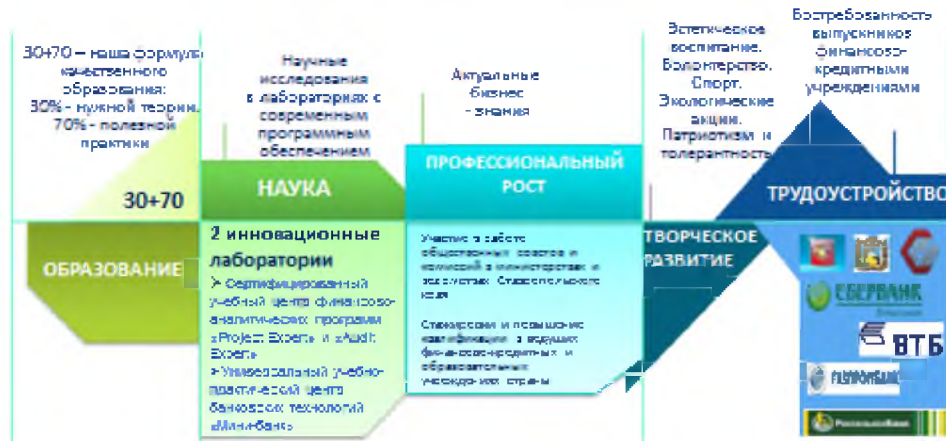 30+70 – наша формула
качественного
образования:
30% - нужной теории,
70% - полезной
практики
30+70
ОБРАЗОВАНИЕ
Научные
исследования
в лабораториях с
современным
программным
обеспечением
НАУКА
2 инновационные
лаборатории
➢ Сертифицированный
учебный центр финансово-
аналитических программ
«Project Expert» и «Audit
Expert»
➢ Универсальный учебно-
практический центр
банковских технологий
«Мини-банк»
Актуальные
бизнес
- знания
ПРОФЕССИОНАЛЬНЫЙ
РОСТ
Участие в работе
общественных советов и
комиссий в министерствах и
ведомствах Ставропольского
края
Стажировки и повышение
квалификации в ведущих
финансово-кредитных и
образовательных
учреждениях страны
Эстетическое
воспитание.
Волонтерство.
Спорт.
Экологические
акции.
Патриотизм и
толерантность
ТВОРЧЕСКОЕ
РАЗВИТИЕ
Востребованность
выпускников
финансово-
кредитными
учреждениями
ТРУДОУСТРОЙСТВО
СБЕРБАНК
ВТБ
ГАЗПРОМБАНК
РоссельхозБанк